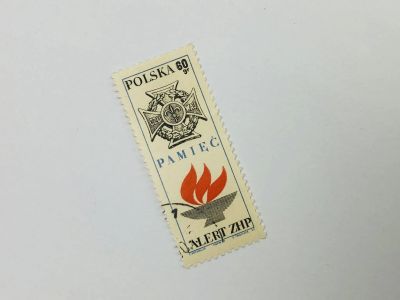 POLSKA 60 gr
PAMIĘĆ
ALERT ZHP